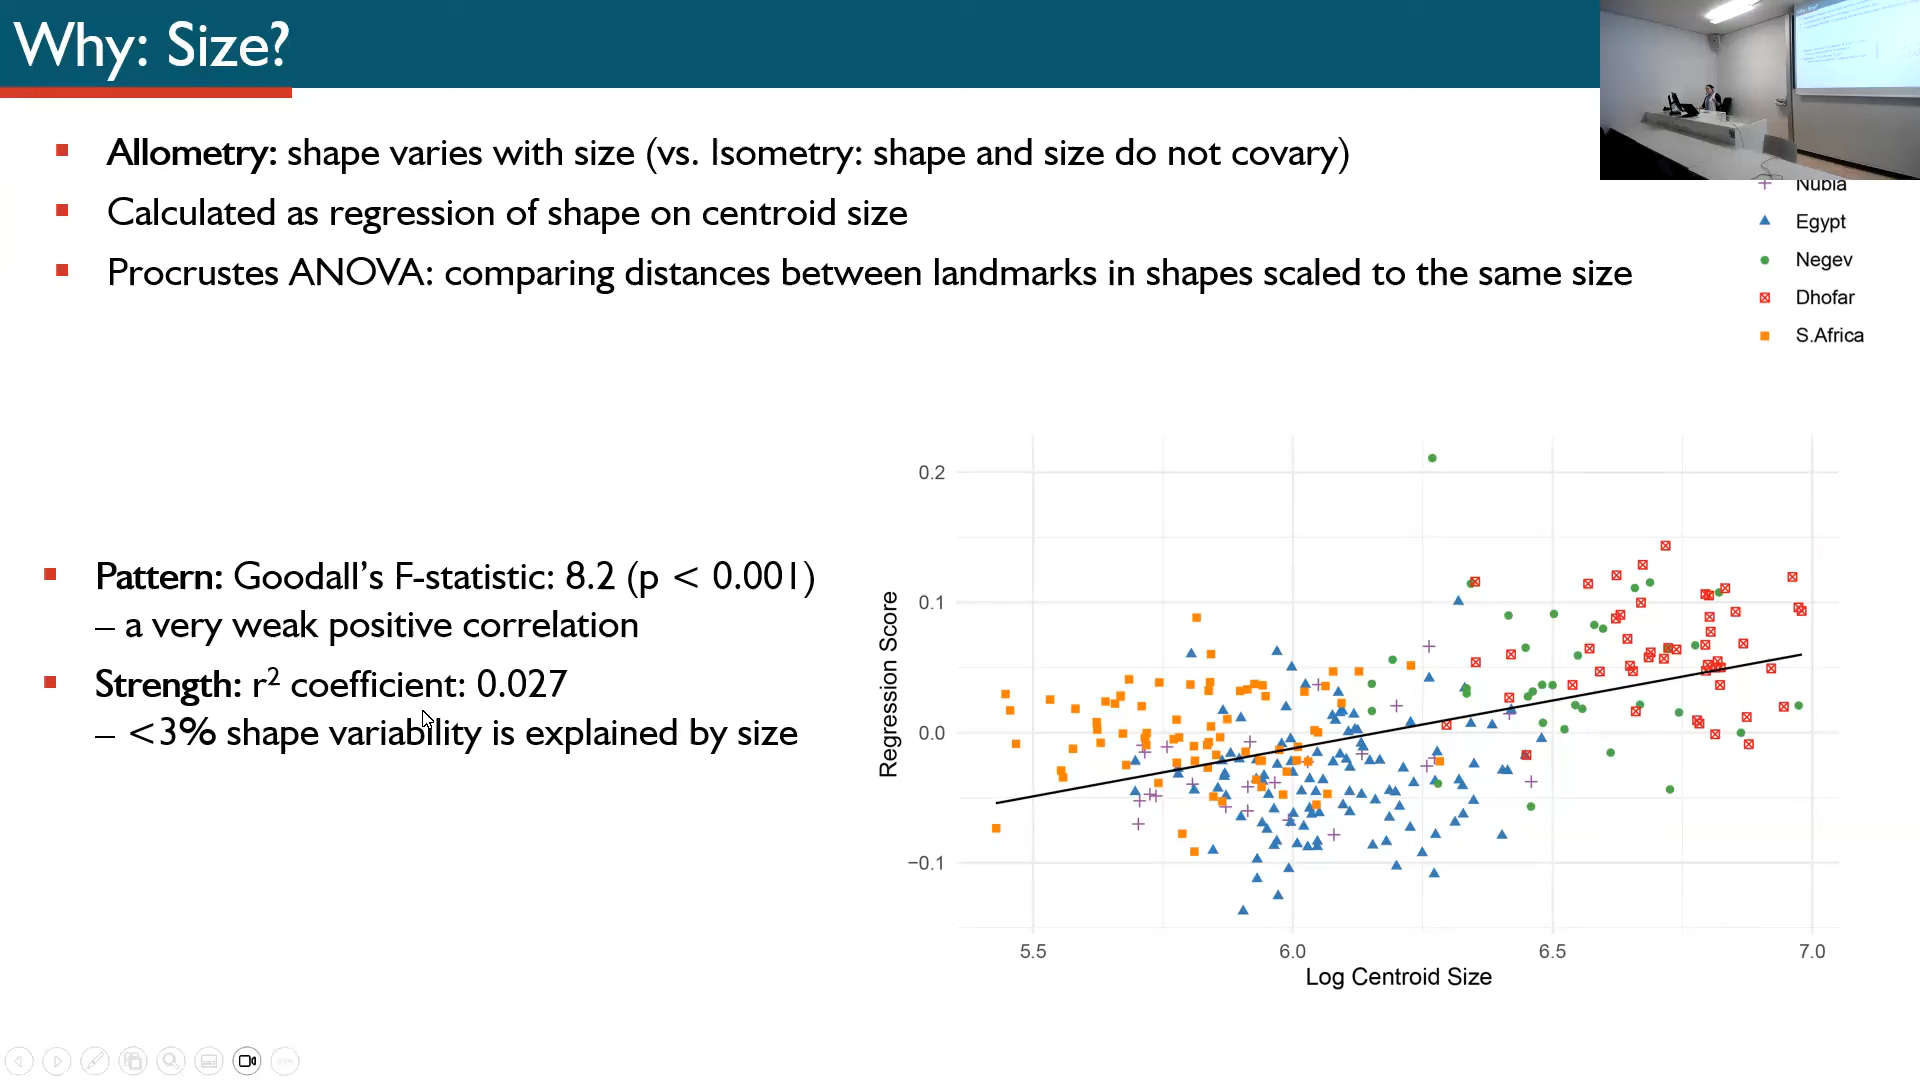 Why: Size?
Allometry: shape varies with size (vs. Isometry: shape and size do not covary)
Calculated as regression of shape on centroid size
Procrustes ANOVA: comparing distances between landmarks in shapes scaled to the same size
Nubia
Egypt
Negev
Dhofar
S.Africa
Pattern: Goodall's F-statistic: 8.2 (p < 0.001)
– a very weak positive correlation
Strength: r² coefficient: 0.027
– <3% shape variability is explained by size
0.2
0.1
0.0
−0.1
Regression Score
5.5 6.0 6.5 7.0
Log Centroid Size